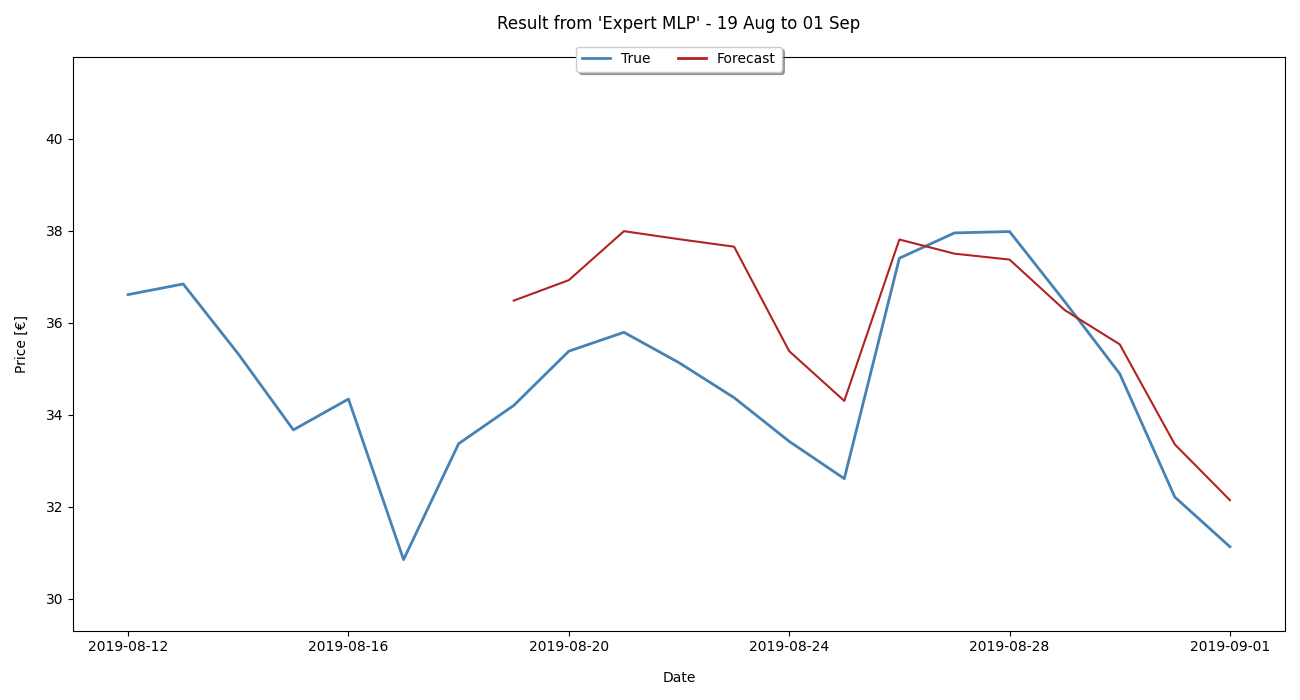 Result from 'Expert MLP' - 19 Aug to 01 Sep
True Forecast
40
38
36
34
32
30
Price [€]
2019-08-12 2019-08-16 2019-08-20 2019-08-24 2019-08-28 2019-09-01
Date